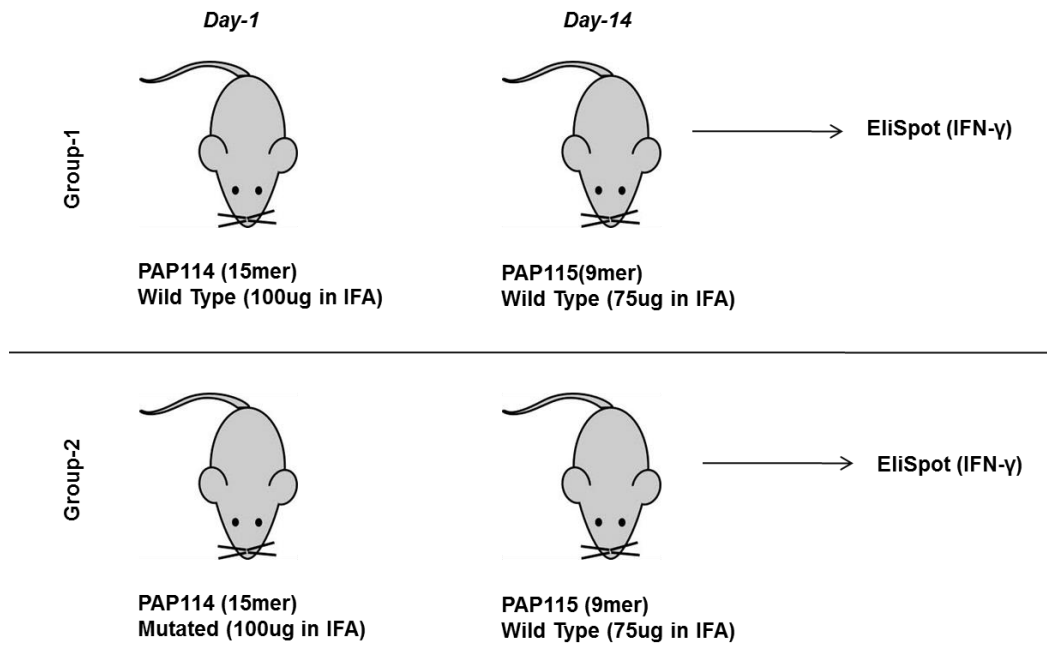 Day-1
Day-14
Group-1
EliSpot (IFN-γ)
PAP114 (15mer)
Wild Type (100ug in IFA)
PAP115(9mer)
Wild Type (75ug in IFA)
Group-2
EliSpot (IFN-γ)
PAP114 (15mer)
Mutated (100ug in IFA)
PAP115 (9mer)
Wild Type (75ug in IFA)